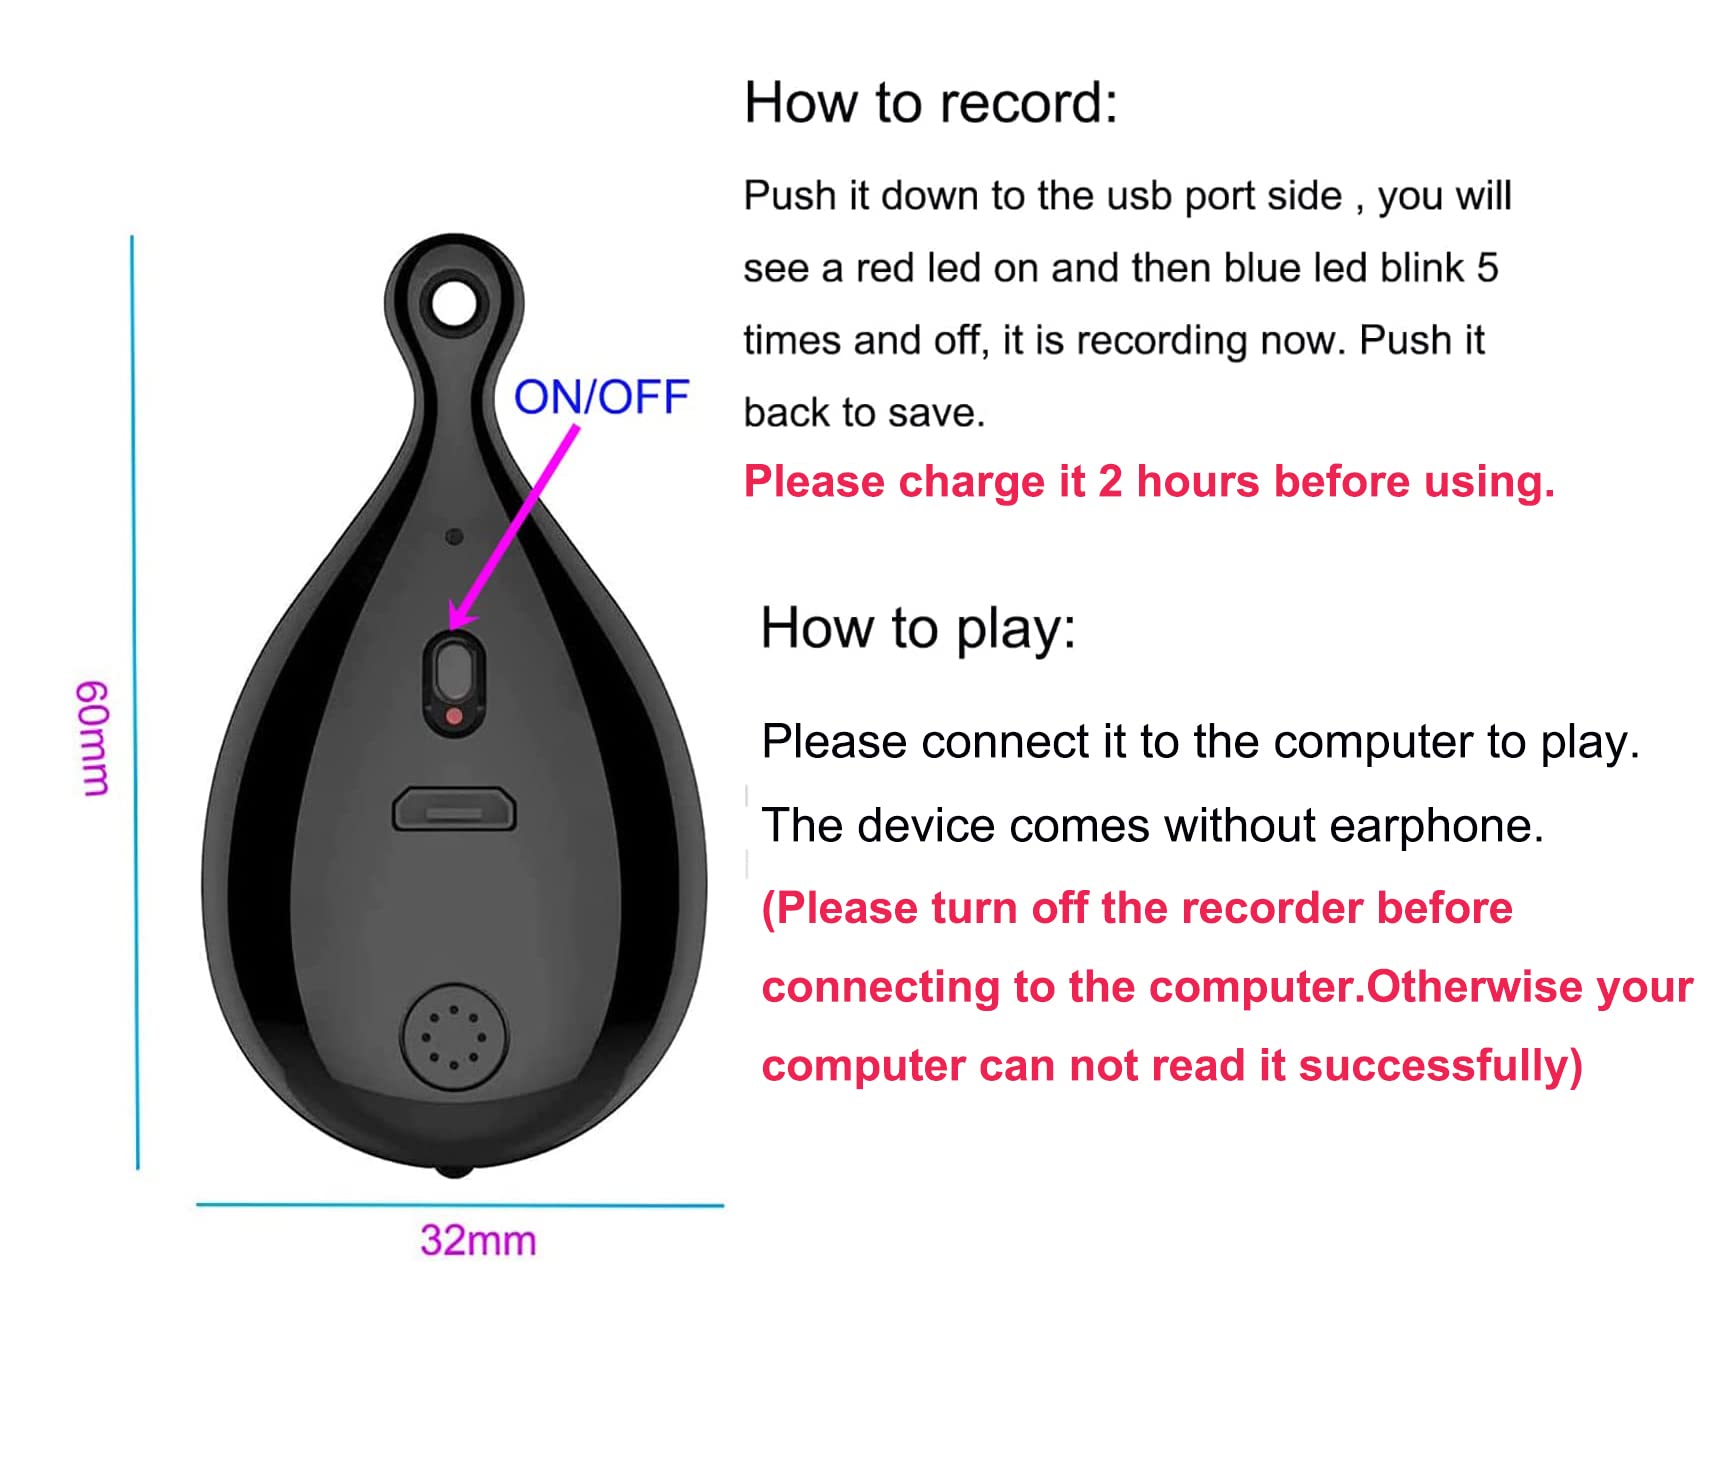 How to record:
Push it down to the usb port side , you will
see a red led on and then blue led blink 5
times and off, it is recording now. Push it
back to save.
Please charge it 2 hours before using.
ON/OFF
60mm
32mm
How to play:
Please connect it to the computer to play.
The device comes without earphone.
(Please turn off the recorder before
connecting to the computer.Otherwise your
computer can not read it successfully)